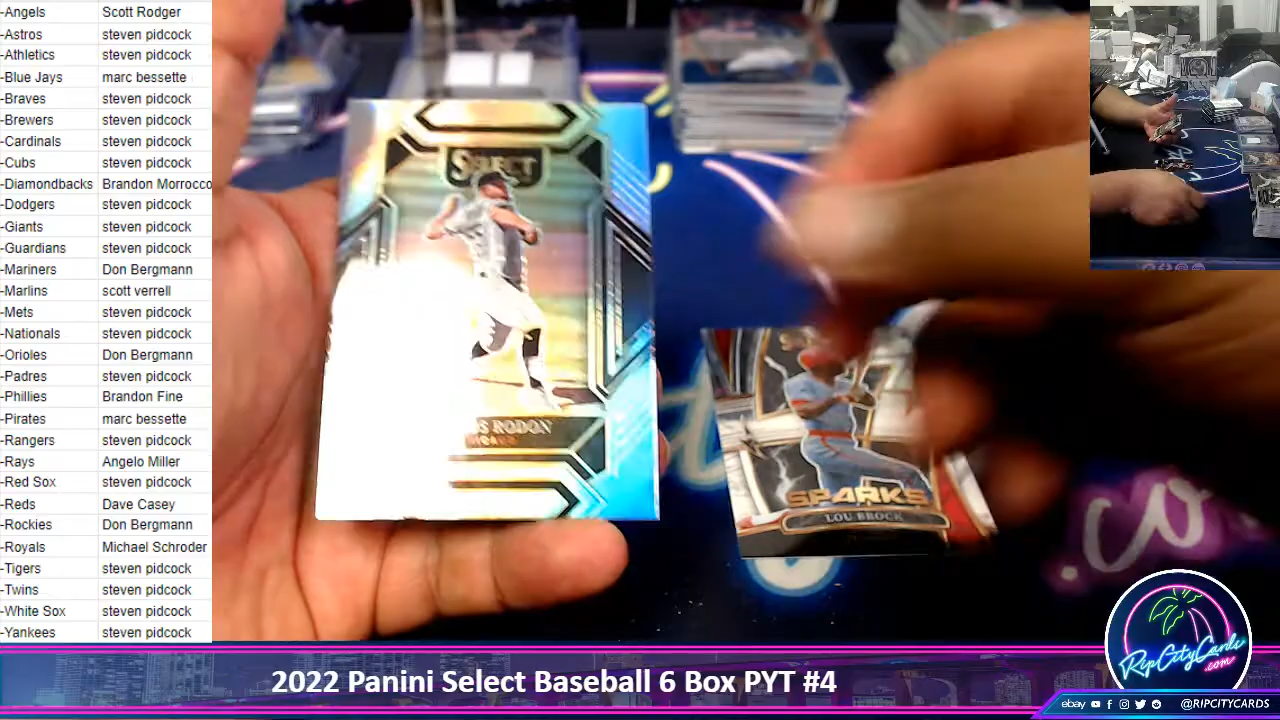 -Angels Scott Rodger
-Astros steven pidcock
-Athletics steven pidcock
-Blue Jays marc bessette
-Braves steven pidcock
-Brewers steven pidcock
-Cardinals steven pidcock
-Cubs steven pidcock
-Diamondbacks Brandon Morrocco
-Dodgers steven pidcock
-Giants steven pidcock
-Guardians steven pidcock
-Mariners Don Bergmann
-Marlins scott verrell
-Mets steven pidcock
-Nationals steven pidcock
-Orioles Don Bergmann
-Padres steven pidcock
-Phillies Brandon Fine
-Pirates marc bessette
-Rangers steven pidcock
-Rays Angelo Miller
-Red Sox steven pidcock
-Reds Dave Casey
-Rockies Don Bergmann
-Royals Michael Schroder
-Tigers steven pidcock
-Twins steven pidcock
-White Sox steven pidcock
-Yankees steven pidcock
SELECT
RODON
SPARKS
LOU BROCK
.co
RipCityCards
.com
2022 Panini Select Baseball 6 Box PYT #4
ebay @RIPCITYCARDS